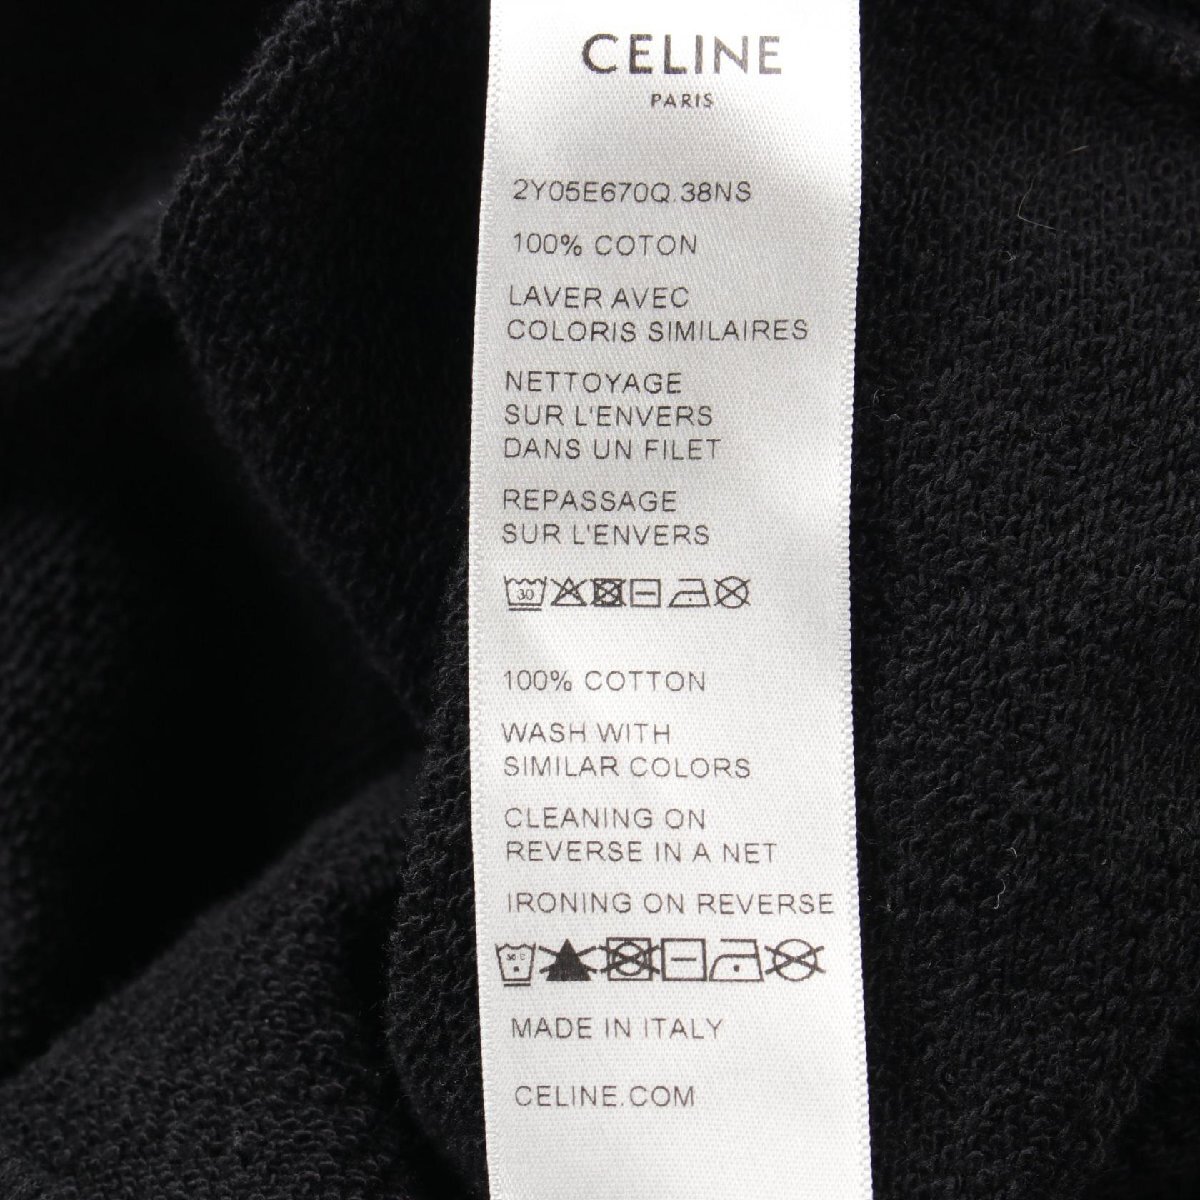 CELINE
PARIS
2Y05E670Q.38NS
100% COTON
LAVER AVEC
COLORIS SIMILAIRES
NETTOYAGE
SUR L'ENVERS
DANS UN FILET
REPASSAGE
SUR L'ENVERS
30
100% COTTON
WASH WITH
SIMILAR COLORS
CLEANING ON
REVERSE IN A NET
IRONING ON REVERSE
MADE IN ITALY
CELINE.COM